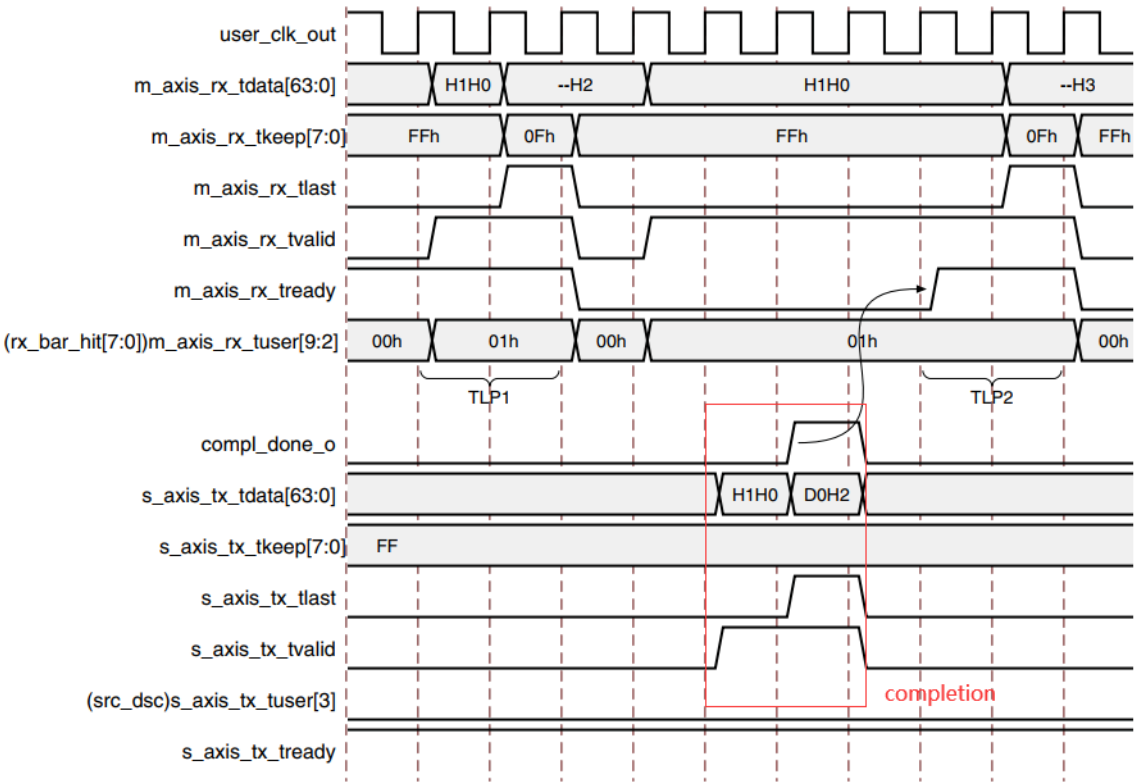 user_clk_out
m_axis_rx_tdata[63:0] H1H0 --H2 H1H0 --H3
m_axis_rx_tkeep[7:0] FFh 0Fh FFh 0Fh FFh
m_axis_rx_tlast
m_axis_rx_tvalid
m_axis_rx_tready
(rx_bar_hit[7:0])m_axis_rx_tuser[9:2] 00h 01h 00h 01h 00h
TLP1 TLP2
compl_done_o
s_axis_tx_tdata[63:0] H1H0 D0H2
s_axis_tx_tkeep[7:0] FF
s_axis_tx_tlast
s_axis_tx_tvalid
(src_dsc)s_axis_tx_tuser[3] completion
s_axis_tx_tready